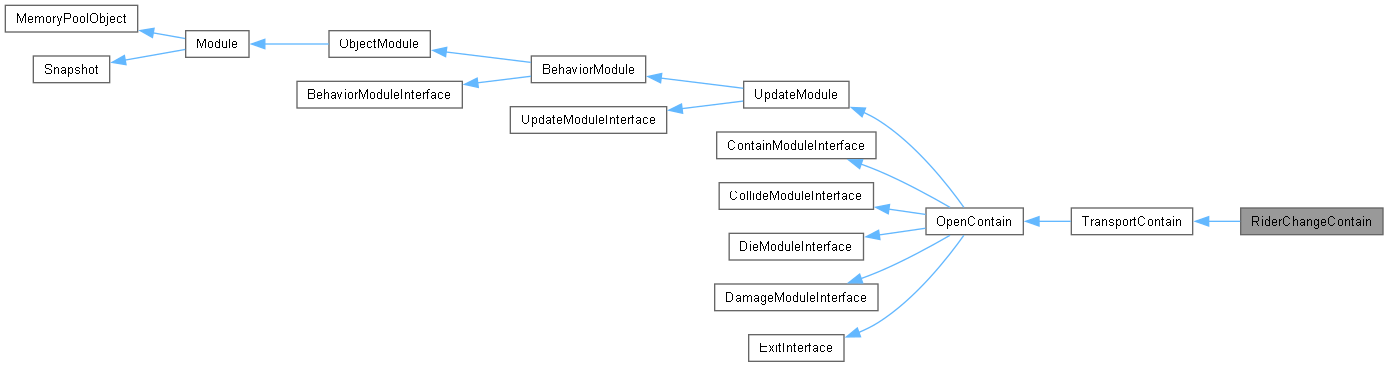 MemoryPoolObject
Module
ObjectModule
Snapshot
BehaviorModule
BehaviorModuleInterface
UpdateModule
UpdateModuleInterface
ContainModuleInterface
CollideModuleInterface
OpenContain
TransportContain
RiderChangeContain
DieModuleInterface
DamageModuleInterface
ExitInterface